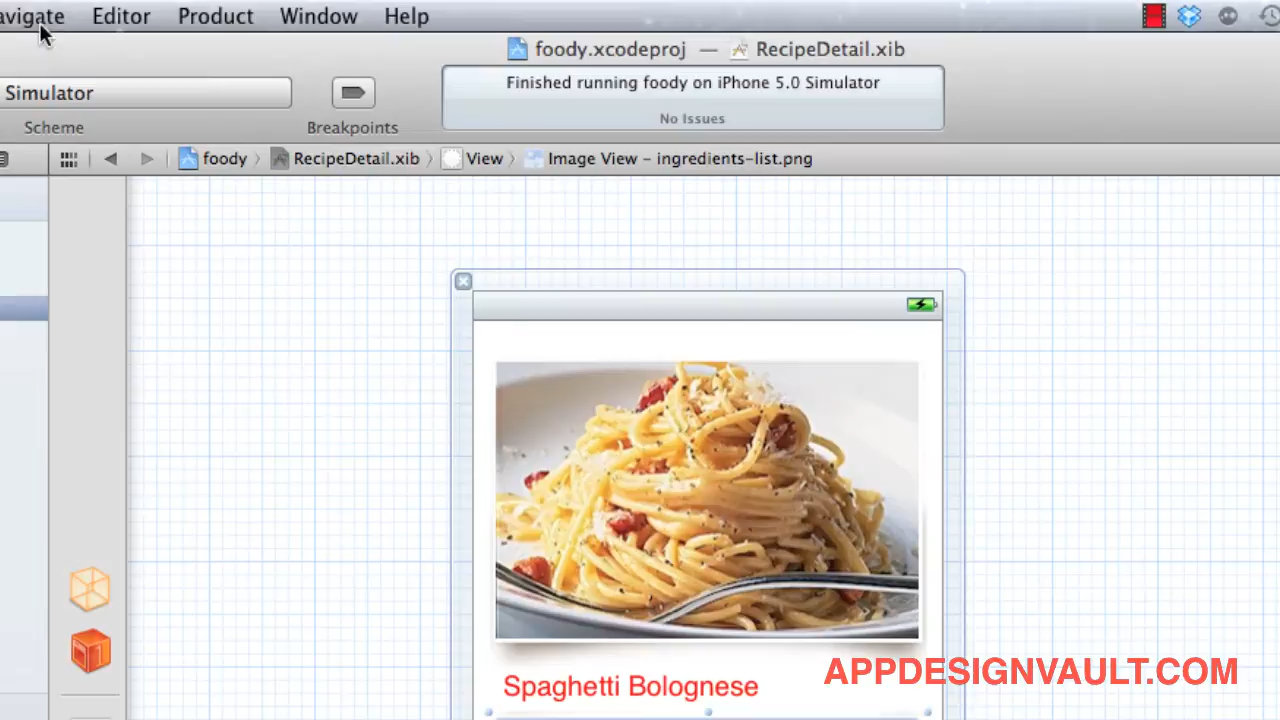 avigate Editor Product Window Help
foody.xcodeproj — RecipeDetail.xib
Finished running foody on iPhone 5.0 Simulator
No Issues
Simulator
Scheme
Breakpoints
foody RecipeDetail.xib View Image View – ingredients-list.png
Spaghetti Bolognese
APPDESIGNVAULT.COM